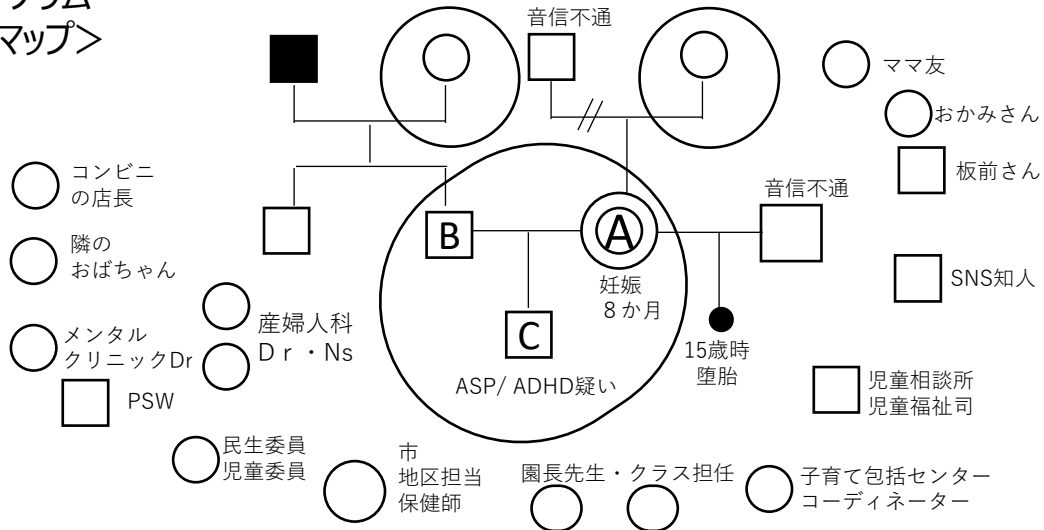 マップ＞
音信不通
ママ友
おかみさん
板前さん
コンビニ
の店長
音信不通
隣の
おばちゃん
B
A
SNS知人
妊娠
８か月
メンタル
クリニックDr
産婦人科
Ｄｒ・Ns
C
15歳時
堕胎
ASP/ ADHD疑い
PSW
児童相談所
児童福祉司
民生委員
児童委員
市
地区担当
保健師
園長先生・クラス担任
子育て包括センター
コーディネーター